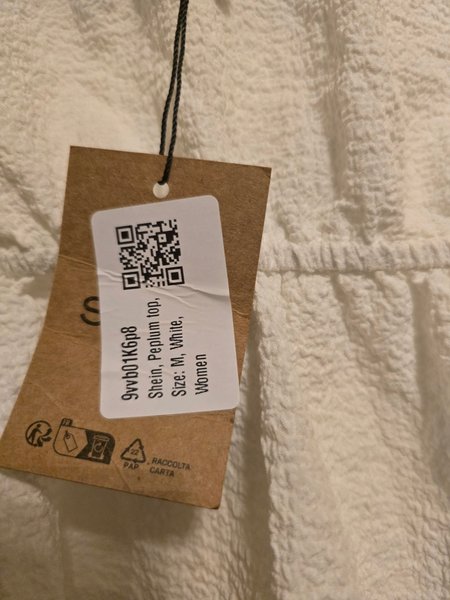 9vvb01K6p8
Shein, Peplum top,
Size: M, White,
Women
S
22
PAP
RACCOLTA
CARTA